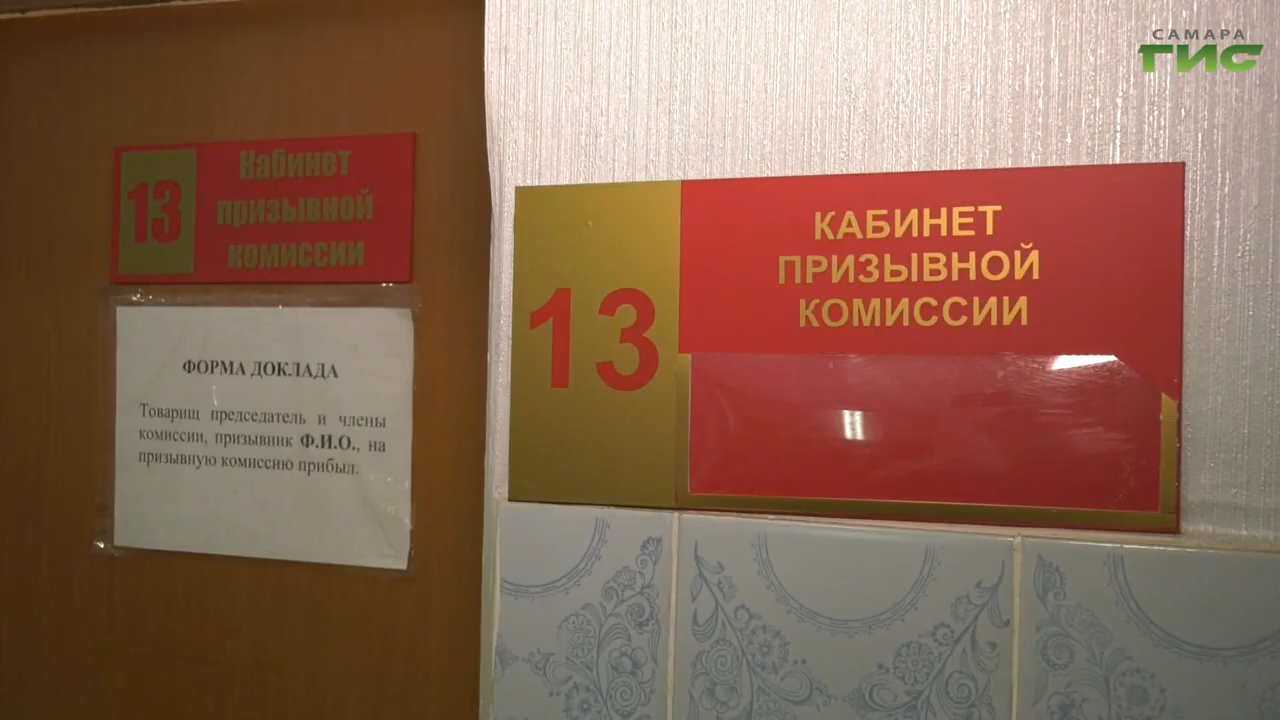 САМАРА
ГИС
13
Кабинет
призывной
комиссии
ФОРМА ДОКЛАДА
Товарищ председатель и члены
комиссии, призывник Ф.И.О., на
призывную комиссию прибыл.
13
КАБИНЕТ
ПРИЗЫВНОЙ
КОМИССИИ